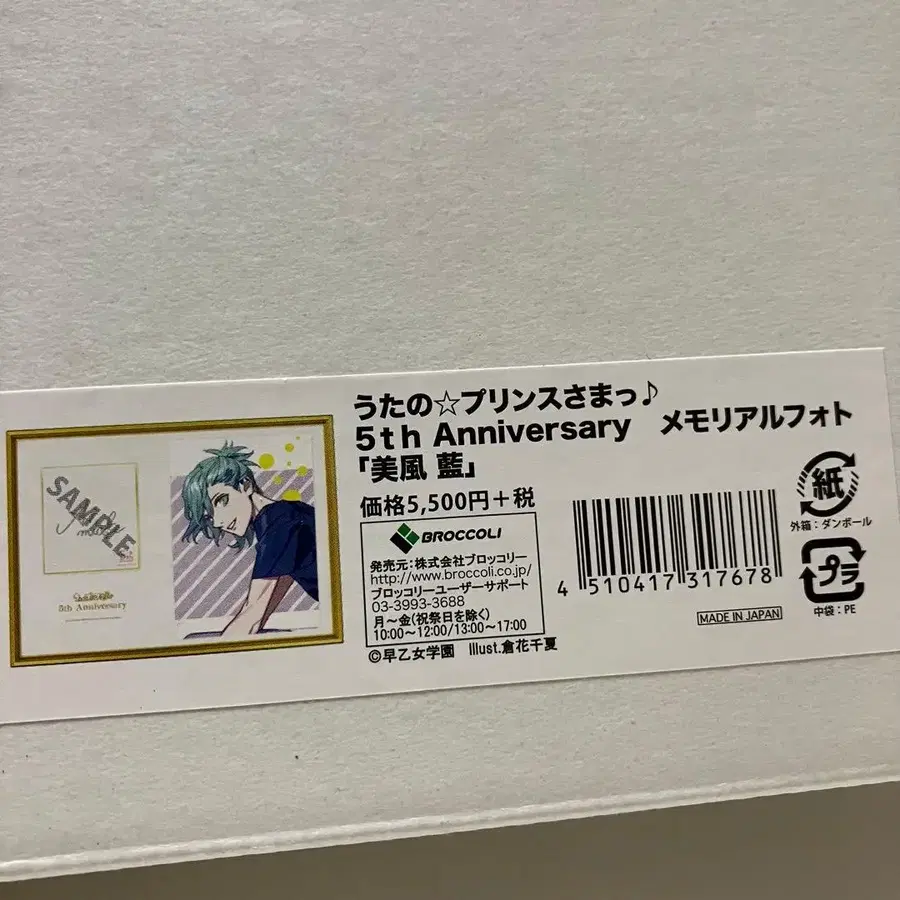 うたの☆プリンスさまっ♪
5th Anniversary　メモリアルフォト
「美風 藍」
価格5,500円+税
BROCCOLI
発売元:株式会社ブロッコリー
http://www.broccoli.co.jp/
ブロッコリーユーザーサポート
03-3993-3688
月～金(祝祭日を除く)
10:00～12:00/13:00～17:00
©早乙女学園　Illust.倉花千夏
4 510417 317678
MADE IN JAPAN
紙
外箱:ダンボール
プラ
中袋:PE
SAMPLE
5th Anniversary